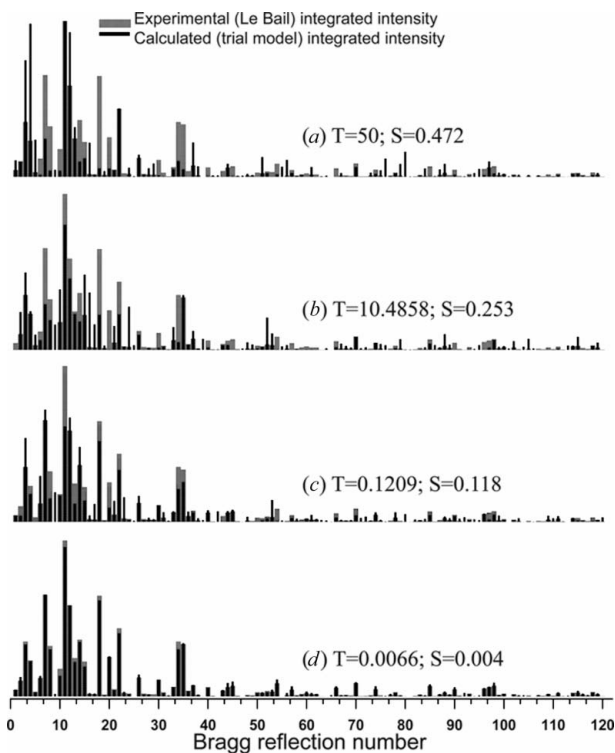 Experimental (Le Bail) integrated intensity
Calculated (trial model) integrated intensity
(a) T=50; S=0.472
(b) T=10.4858; S=0.253
(c) T=0.1209; S=0.118
(d) T=0.0066; S=0.004
0 10 20 30 40 50 60 70 80 90 100 110 120
Bragg reflection number